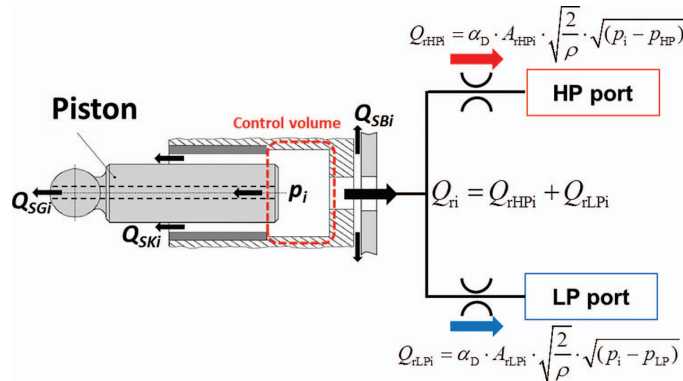 Q_rHPi = α_D · A_rHPi · √(2/ρ) · √(p_i − p_HP)
HP port
Control volume
Q_SBi
Piston
p_i
Q_SGi
Q_SKi
Q_ri = Q_rHPi + Q_rLPi
LP port
Q_rLPi = α_D · A_rLPi · √(2/ρ) · √(p_i − p_LP)